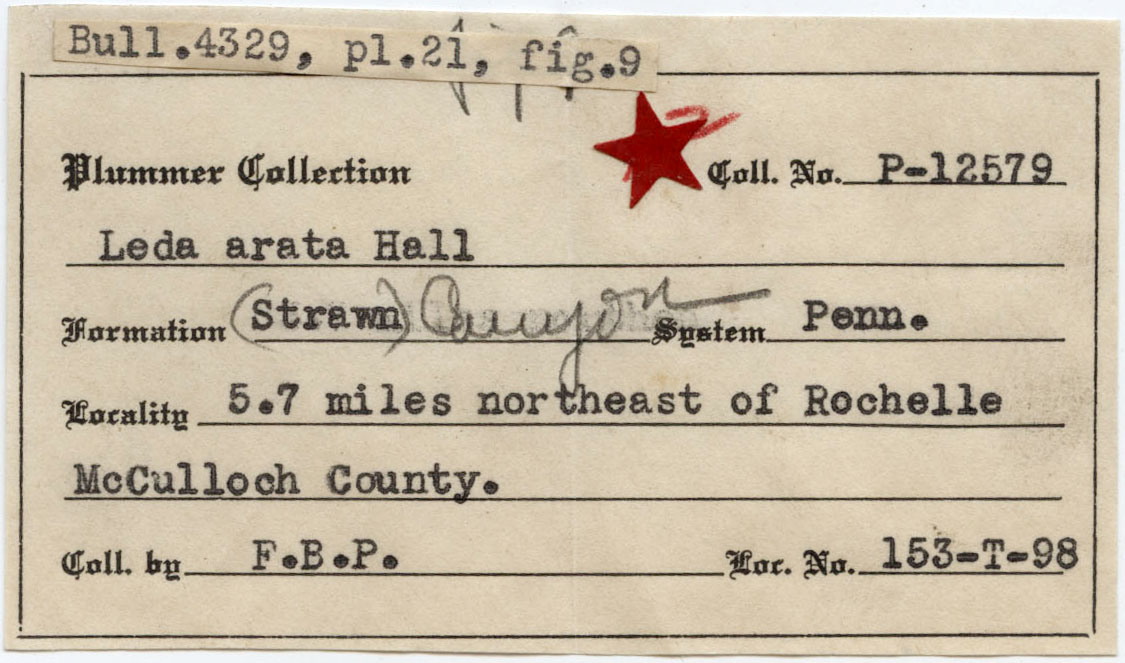 Bull.4329, pl.21, fig.9
Plummer Collection Coll. No. P-12579
Leda arata Hall
Formation (Strawn) Canyon System Penn.
Locality 5.7 miles northeast of Rochelle
McCulloch County.
Coll. by F.B.P. Loc. No. 153-T-98